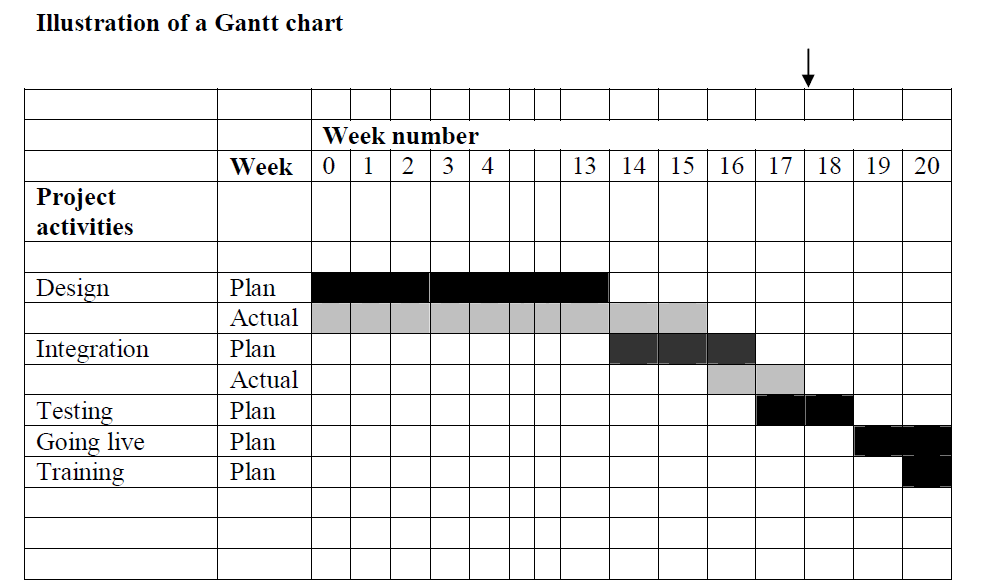 Illustration of a Gantt chart
Week number
Week 0 1 2 3 4 13 14 15 16 17 18 19 20
Project
activities
Design Plan
Actual
Integration Plan
Actual
Testing Plan
Going live Plan
Training Plan